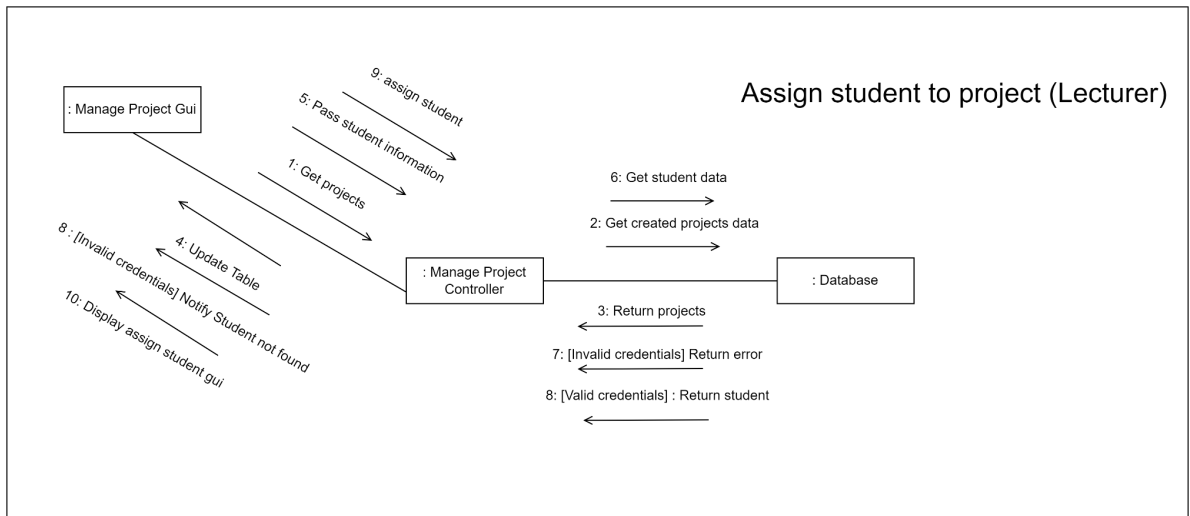 Assign student to project (Lecturer)
: Manage Project Gui
9: assign student
5: Pass student information
1: Get projects
4: Update Table
8 : [Invalid credentials] Notify Student not found
10: Display assign student gui
6: Get student data
2: Get created projects data
: Manage Project
Controller
: Database
3: Return projects
7: [Invalid credentials] Return error
8: [Valid credentials] : Return student